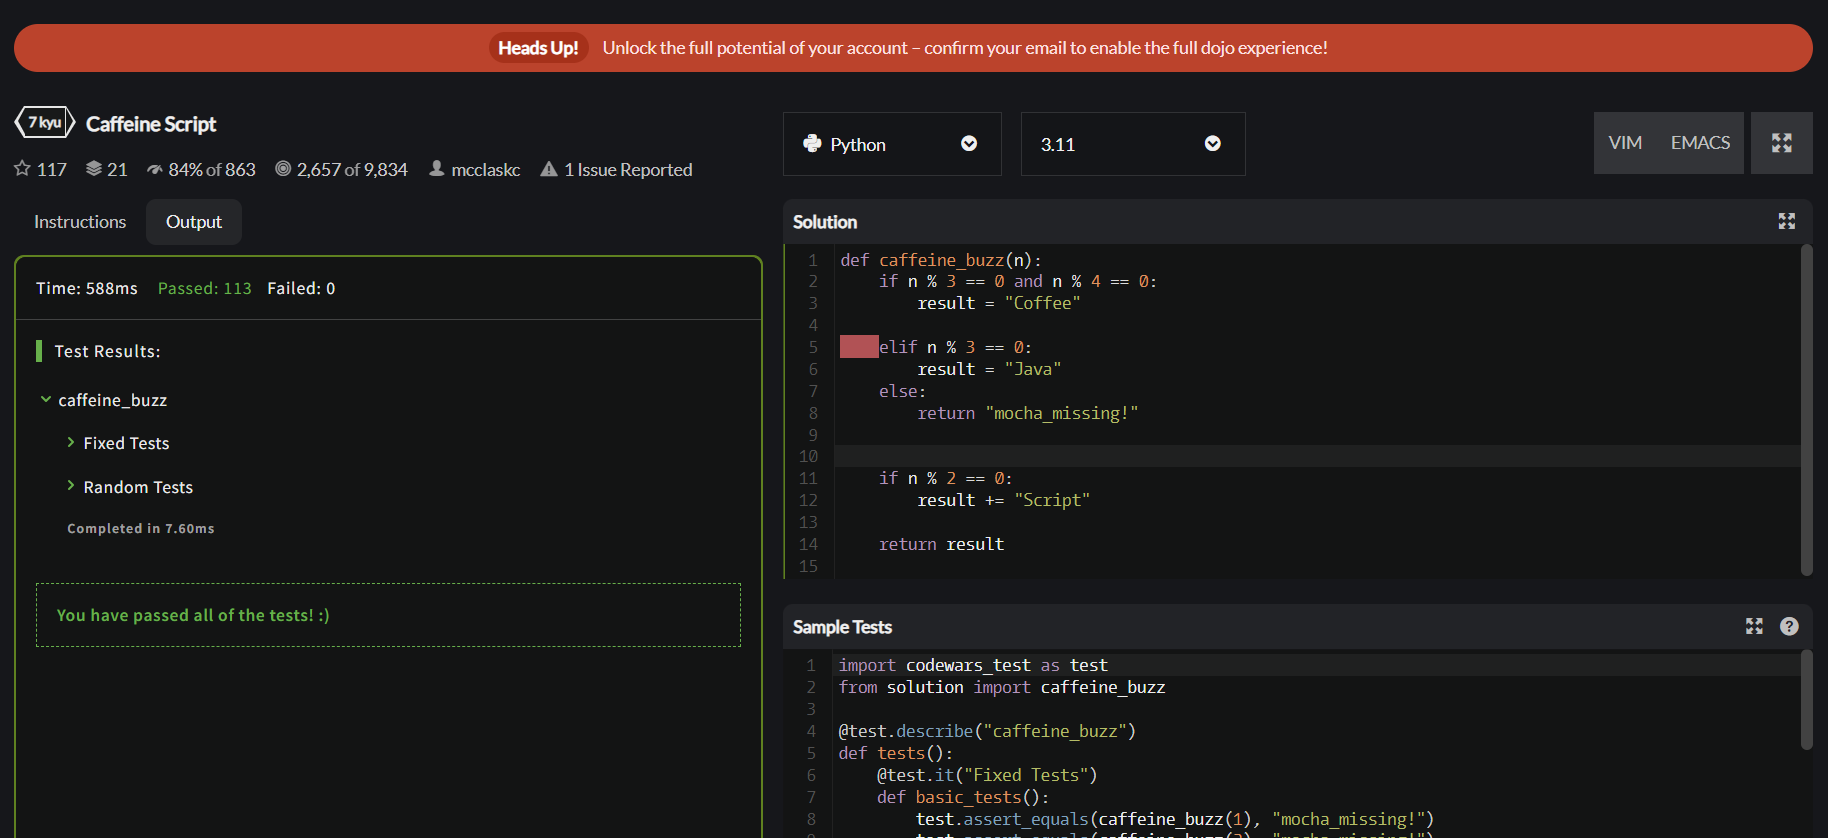 Heads Up! Unlock the full potential of your account – confirm your email to enable the full dojo experience!
7 kyu Caffeine Script
117 21 84% of 863 2,657 of 9,834 mcclaskc 1 Issue Reported
Instructions Output
Time: 588ms Passed: 113 Failed: 0
Test Results:
caffeine_buzz
Fixed Tests
Random Tests
Completed in 7.60ms
You have passed all of the tests! :)
Python 3.11 VIM EMACS
Solution
1 def caffeine_buzz(n):
2     if n % 3 == 0 and n % 4 == 0:
3         result = "Coffee"
4
5     elif n % 3 == 0:
6         result = "Java"
7     else:
8         return "mocha_missing!"
9
10
11     if n % 2 == 0:
12         result += "Script"
13
14     return result
15
Sample Tests
1 import codewars_test as test
2 from solution import caffeine_buzz
3
4 @test.describe("caffeine_buzz")
5 def tests():
6     @test.it("Fixed Tests")
7     def basic_tests():
8         test.assert_equals(caffeine_buzz(1), "mocha_missing!")